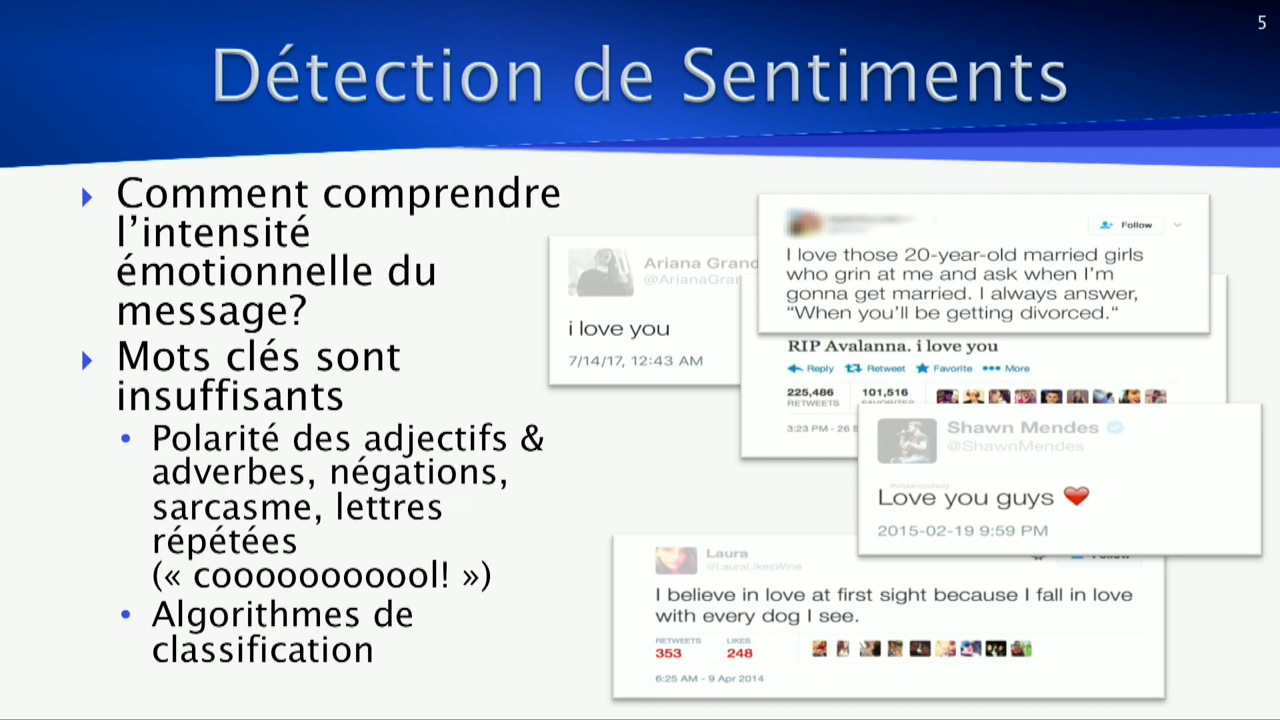 5
Détection de Sentiments
Comment comprendre
l’intensité
émotionnelle du
message?
Mots clés sont
insuffisants
Polarité des adjectifs &
adverbes, négations,
sarcasme, lettres
répétées
(« cooooooooool! »)
Algorithmes de
classification
Ariana Grand
@ArianaGran
i love you
7/14/17, 12:43 AM
Follow
I love those 20-year-old married girls
who grin at me and ask when I’m
gonna get married. I always answer,
“When you’ll be getting divorced.“
RIP Avalanna. i love you
Reply Retweet Favorite More
225,486 101,516
RETWEETS FAVORITES
3:23 PM - 26 S
Shawn Mendes
@ShawnMendes
Love you guys ❤
2015-02-19 9:59 PM
Laura
@LauraLikesWine
Follow
I believe in love at first sight because I fall in love
with every dog I see.
RETWEETS LIKES
353 248
6:25 AM - 9 Apr 2014